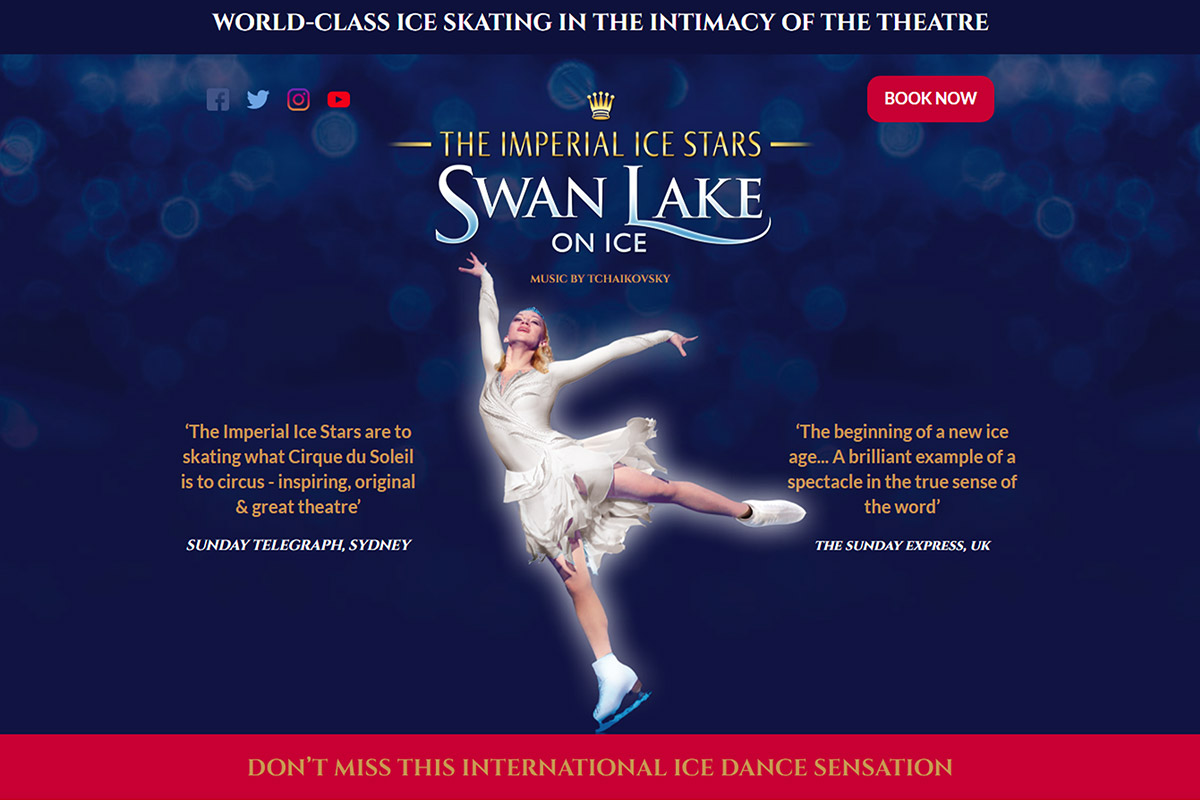 WORLD-CLASS ICE SKATING IN THE INTIMACY OF THE THEATRE
BOOK NOW
THE IMPERIAL ICE STARS
SWAN LAKE
ON ICE
MUSIC BY TCHAIKOVSKY
‘The Imperial Ice Stars are to
skating what Cirque du Soleil
is to circus - inspiring, original
& great theatre’
SUNDAY TELEGRAPH, SYDNEY
‘The beginning of a new ice
age... A brilliant example of a
spectacle in the true sense of
the word’
THE SUNDAY EXPRESS, UK
DON’T MISS THIS INTERNATIONAL ICE DANCE SENSATION